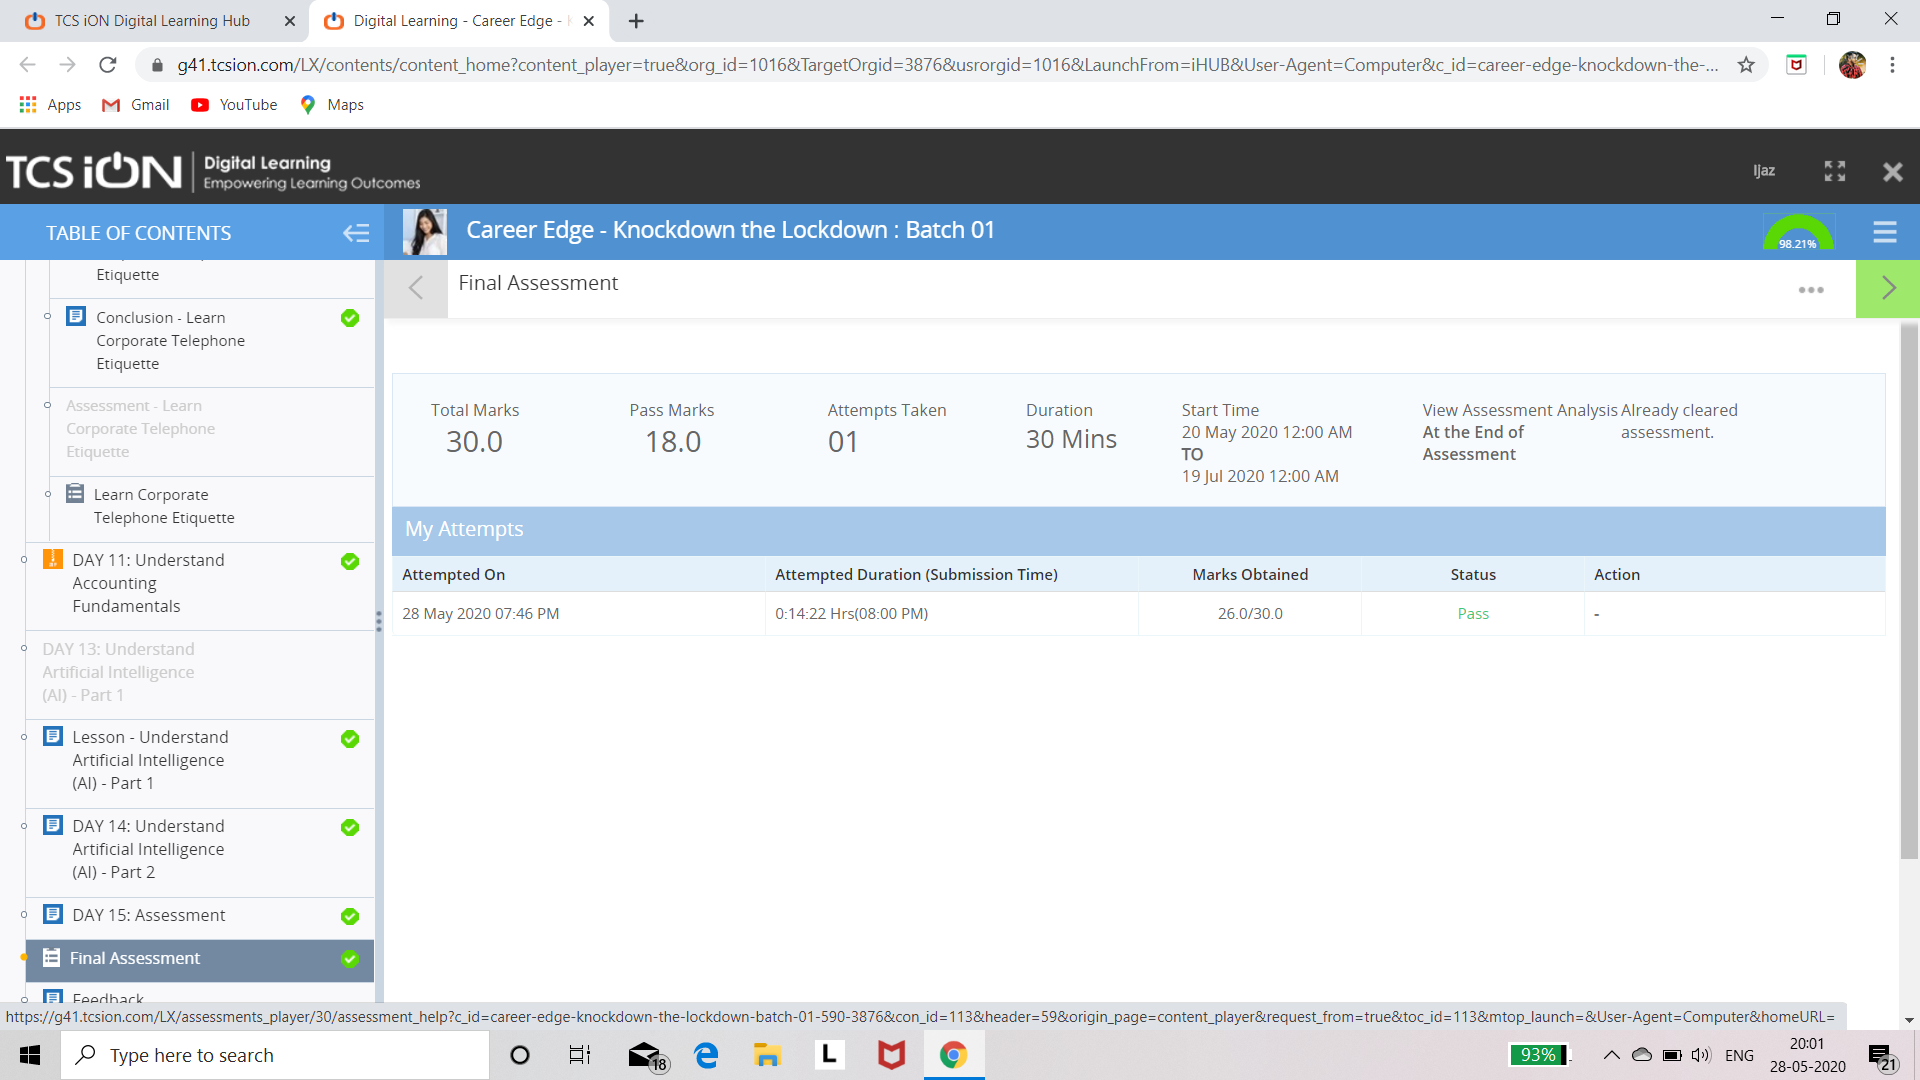 TCS iON Digital Learning Hub
Digital Learning - Career Edge -
g41.tcsion.com/LX/contents/content_home?content_player=true&org_id=1016&TargetOrgid=3876&usrorgid=1016&LaunchFrom=iHUB&User-Agent=Computer&c_id=career-edge-knockdown-the-...
Apps
Gmail
YouTube
Maps
TCS iON
Digital Learning
Empowering Learning Outcomes
Ijaz
TABLE OF CONTENTS
Career Edge - Knockdown the Lockdown : Batch 01
98.21%
Etiquette
Conclusion - Learn
Corporate Telephone
Etiquette
Assessment - Learn
Corporate Telephone
Etiquette
Learn Corporate
Telephone Etiquette
DAY 11: Understand
Accounting
Fundamentals
DAY 13: Understand
Artificial Intelligence
(AI) - Part 1
Lesson - Understand
Artificial Intelligence
(AI) - Part 1
DAY 14: Understand
Artificial Intelligence
(AI) - Part 2
DAY 15: Assessment
Final Assessment
Feedback
Final Assessment
Total Marks
30.0
Pass Marks
18.0
Attempts Taken
01
Duration
30 Mins
Start Time
20 May 2020 12:00 AM
TO
19 Jul 2020 12:00 AM
View Assessment Analysis
At the End of
Assessment
Already cleared
assessment.
My Attempts
Attempted On Attempted Duration (Submission Time) Marks Obtained Status Action
28 May 2020 07:46 PM 0:14:22 Hrs(08:00 PM) 26.0/30.0 Pass -
https://g41.tcsion.com/LX/assessments_player/30/assessment_help?c_id=career-edge-knockdown-the-lockdown-batch-01-590-3876&con_id=113&header=59&origin_page=content_player&request_from=true&toc_id=113&mtop_launch=&User-Agent=Computer&homeURL=
Type here to search
18
L
93%
ENG
20:01
28-05-2020
21